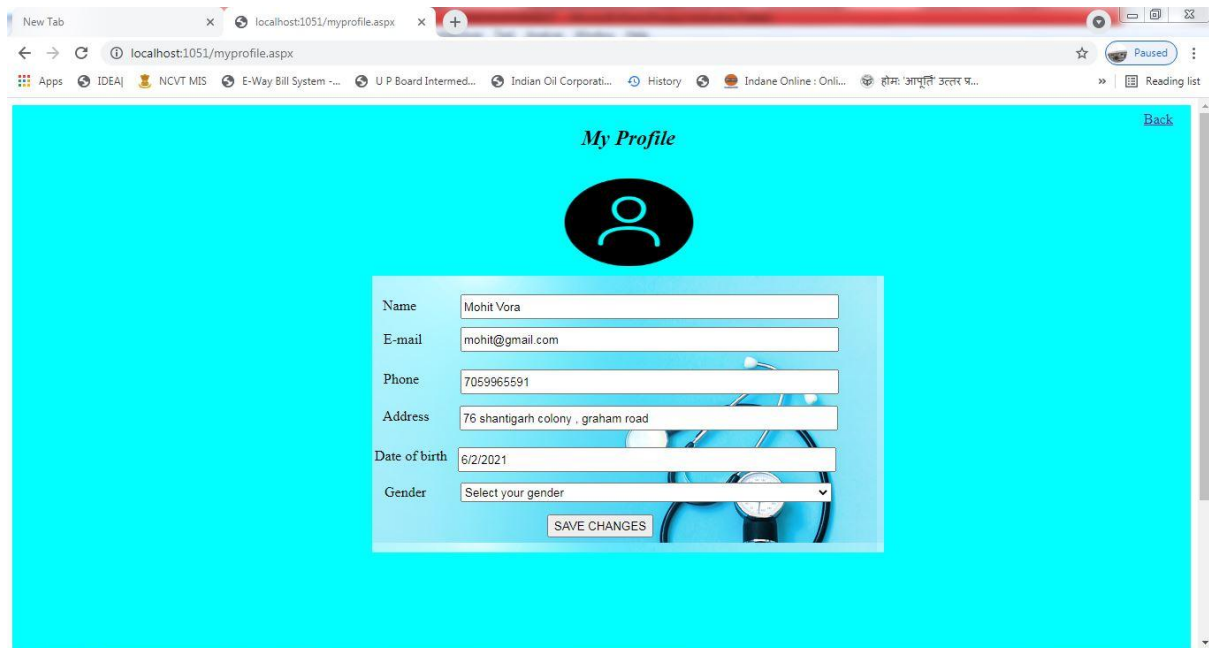 New Tab
localhost:1051/myprofile.aspx
localhost:1051/myprofile.aspx
Paused
Apps IDEA| NCVT MIS E-Way Bill System -... U P Board Intermed... Indian Oil Corporati... History Indane Online : Onli... होम: 'आपूर्ति' उत्तर प्र... » Reading list
Back
My Profile
Name Mohit Vora
E-mail mohit@gmail.com
Phone 7059965591
Address 76 shantigarh colony , graham road
Date of birth 6/2/2021
Gender Select your gender
SAVE CHANGES